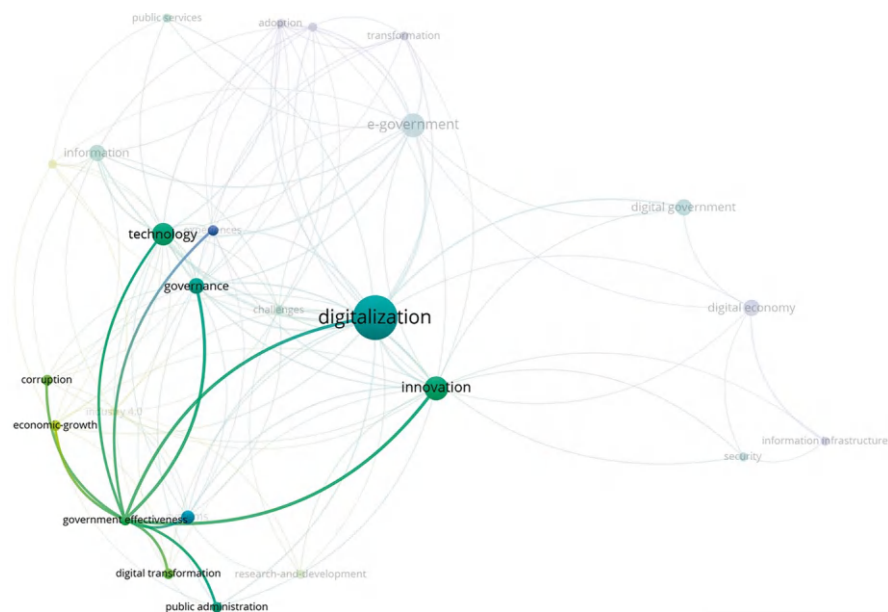 public services
adoption
transformation
e-government
information
digital government
technology
governance
challenges
digitalization
digital economy
corruption
innovation
industry 4.0
economic-growth
information infrastructure
security
government effectiveness
digital transformation
research-and-development
public administration